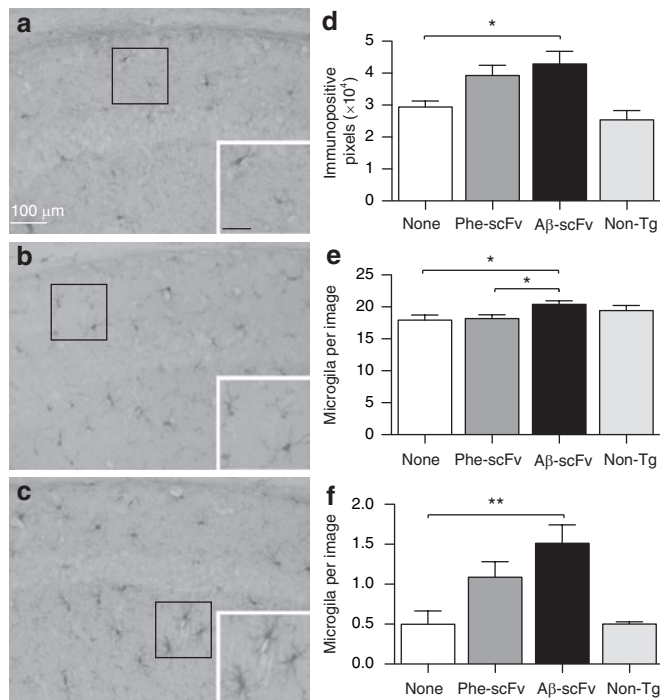 a
100 μm
b
c
d
*
Immunopositive
pixels (×10⁴)
5
4
3
2
1
0
None Phe-scFv Aβ-scFv Non-Tg
e
*
*
Microgila per image
25
20
15
10
5
0
None Phe-scFv Aβ-scFv Non-Tg
f
**
Microgila per image
2.0
1.5
1.0
0.5
0.0
None Phe-scFv Aβ-scFv Non-Tg